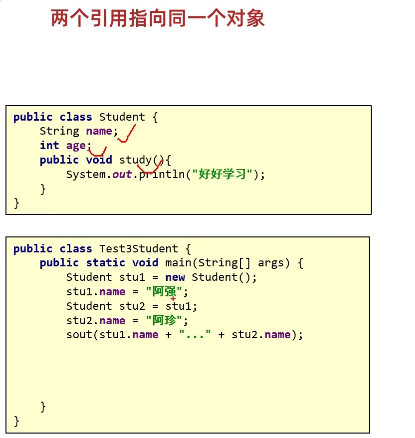 两个引用指向同一个对象
public class Student {
    String name;
    int age;
    public void study(){
        System.out.println("好好学习");
    }
}
public class Test3Student {
    public static void main(String[] args) {
        Student stu1 = new Student();
        stu1.name = "阿强";
        Student stu2 = stu1;
        stu2.name = "阿珍";
        sout(stu1.name + "..." + stu2.name);
    }
}